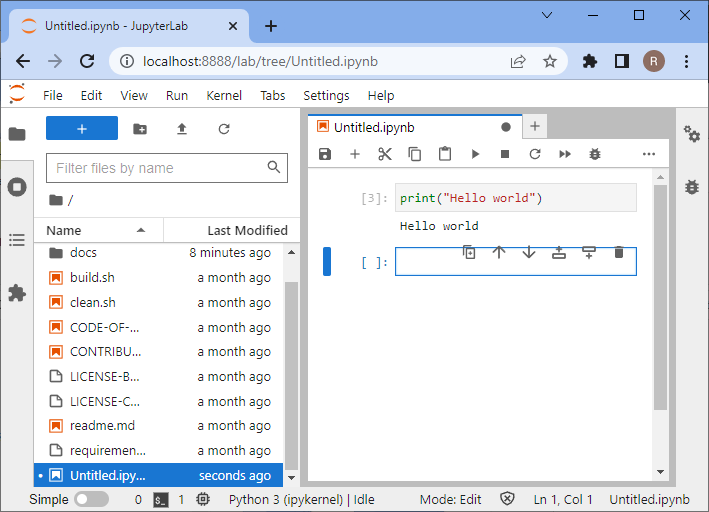 Untitled.ipynb - JupyterLab
localhost:8888/lab/tree/Untitled.ipynb
R
File Edit View Run Kernel Tabs Settings Help
Filter files by name
/
Name Last Modified
docs 8 minutes ago
build.sh a month ago
clean.sh a month ago
CODE-OF-... a month ago
CONTRIBU... a month ago
LICENSE-B... a month ago
LICENSE-C... a month ago
readme.md a month ago
requiremen... a month ago
Untitled.ipy... seconds ago
Untitled.ipynb
[3]: print("Hello world")
Hello world
[ ]:
Simple 0 $_ 1 Python 3 (ipykernel) | Idle Mode: Edit Ln 1, Col 1 Untitled.ipynb